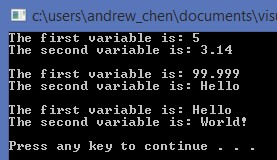 c:\users\andrew_chen\documents\visu
The first variable is: 5
The second variable is: 3.14
The first variable is: 99.999
The second variable is: Hello
The first variable is: Hello
The second variable is: World!
Press any key to continue . . .